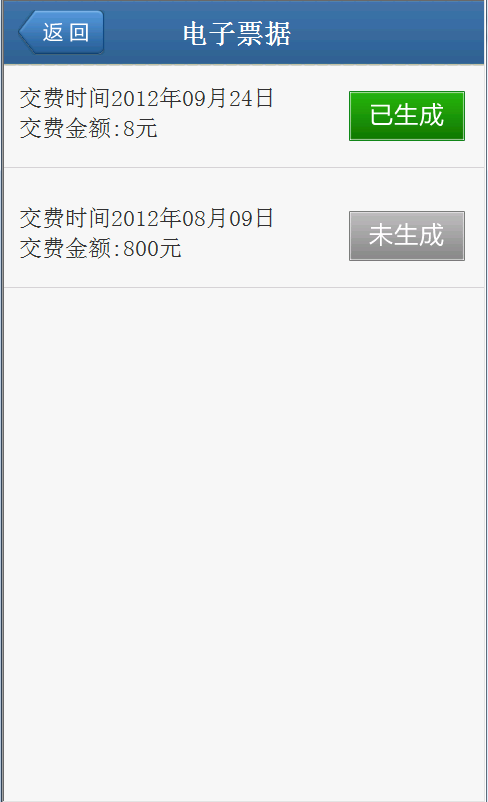 返回
电子票据
交费时间2012年09月24日
交费金额:8元
已生成
交费时间2012年08月09日
交费金额:800元
未生成